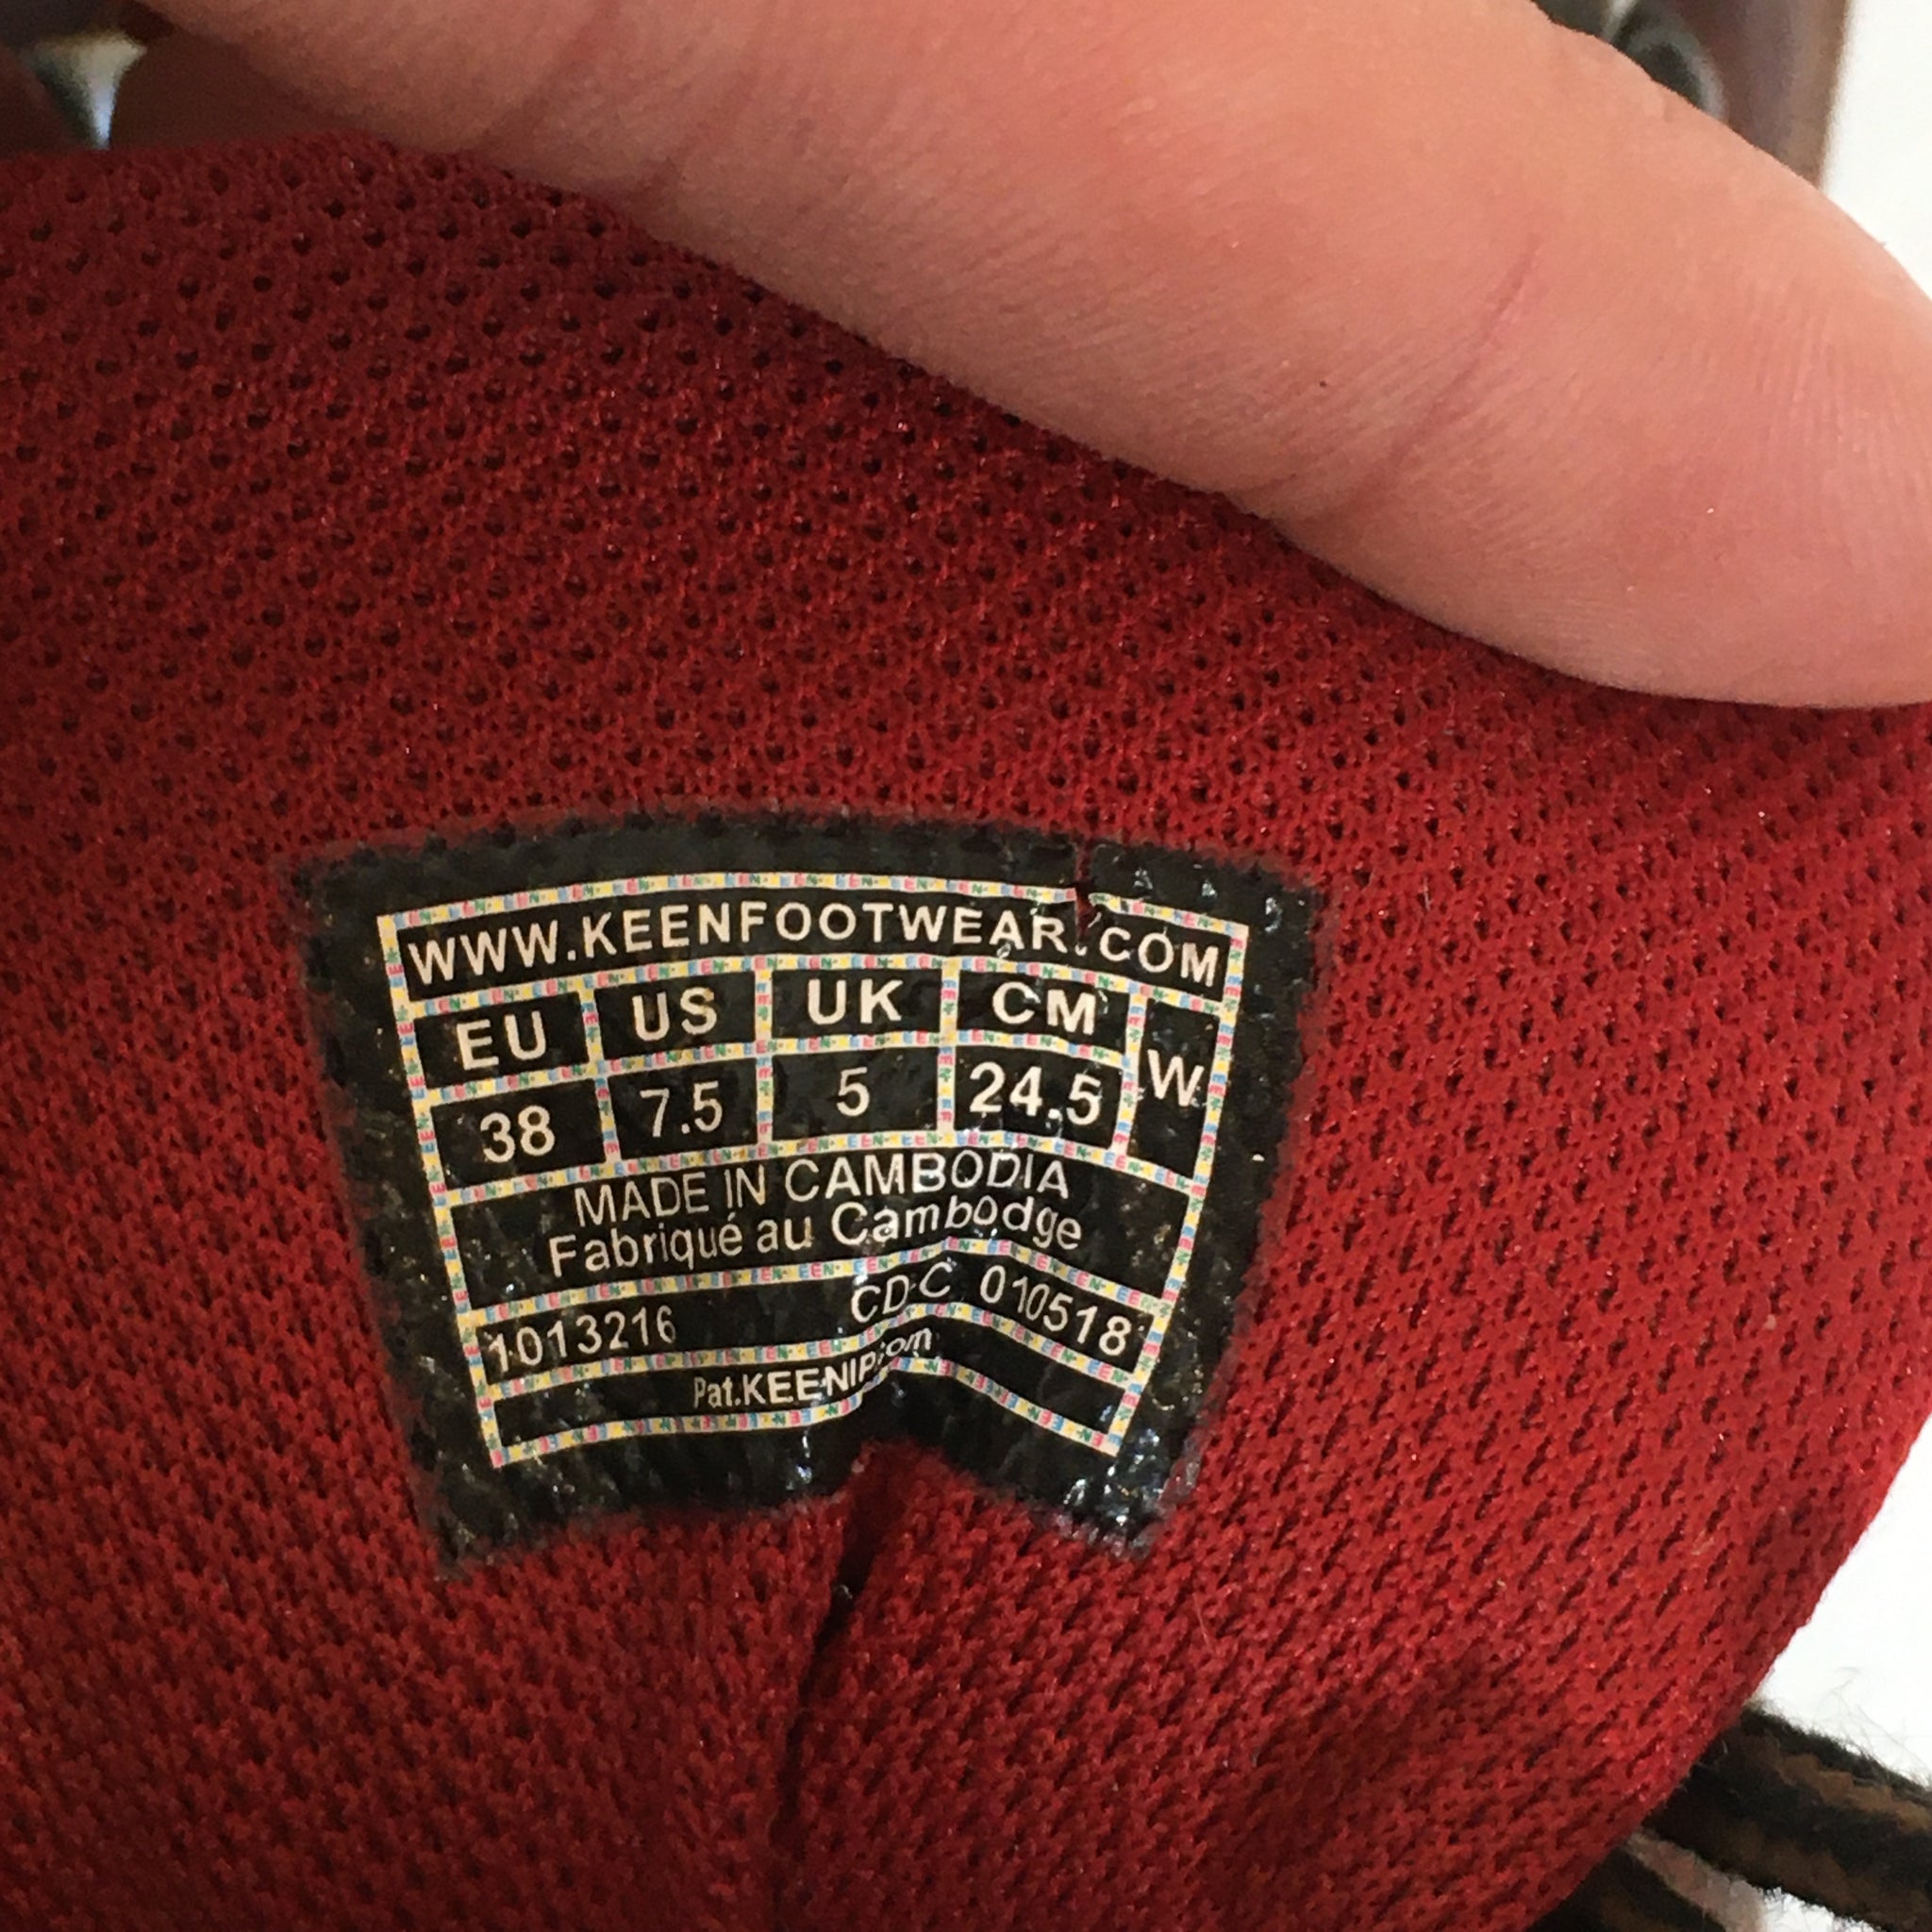 WWW.KEENFOOTWEAR.COM
EU US UK CM W
38 7.5 5 24.5
MADE IN CAMBODIA
Fabriqué au Cambodge
1013216 CD-C 010518
Pat.KEENIP.com